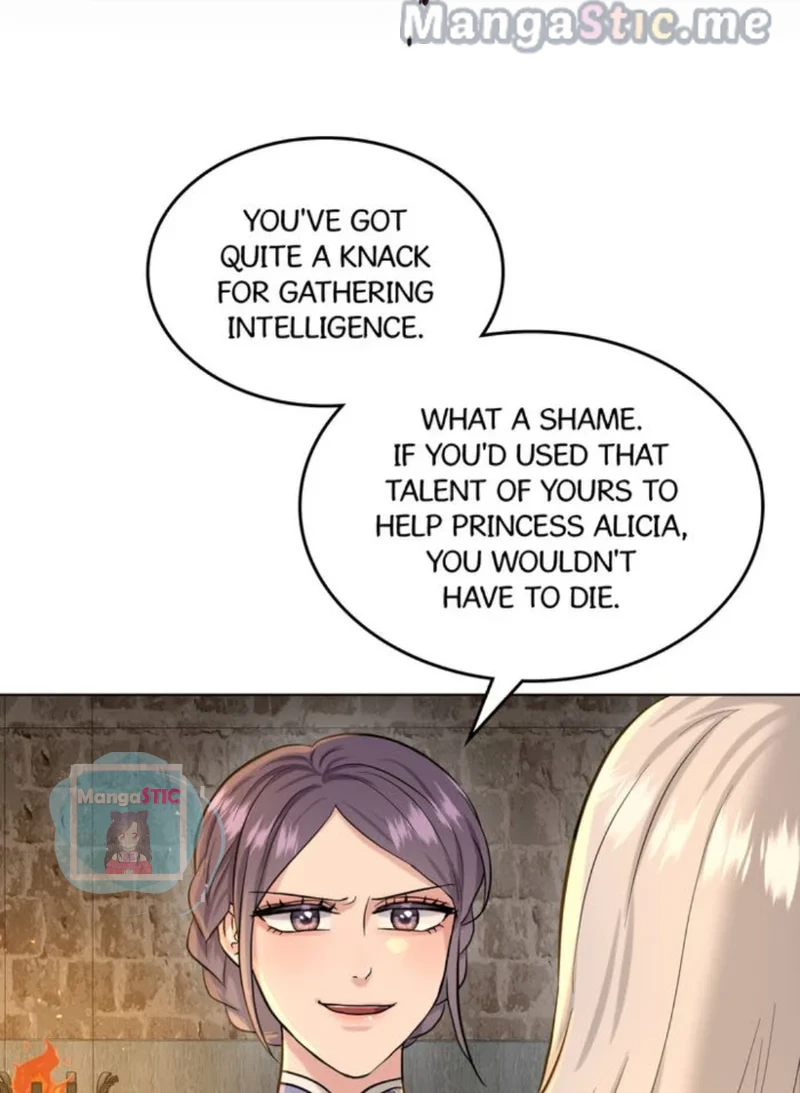 MangaStic.me
YOU'VE GOT
QUITE A KNACK
FOR GATHERING
INTELLIGENCE.
WHAT A SHAME.
IF YOU'D USED THAT
TALENT OF YOURS TO
HELP PRINCESS ALICIA,
YOU WOULDN'T
HAVE TO DIE.
MangaSTIC